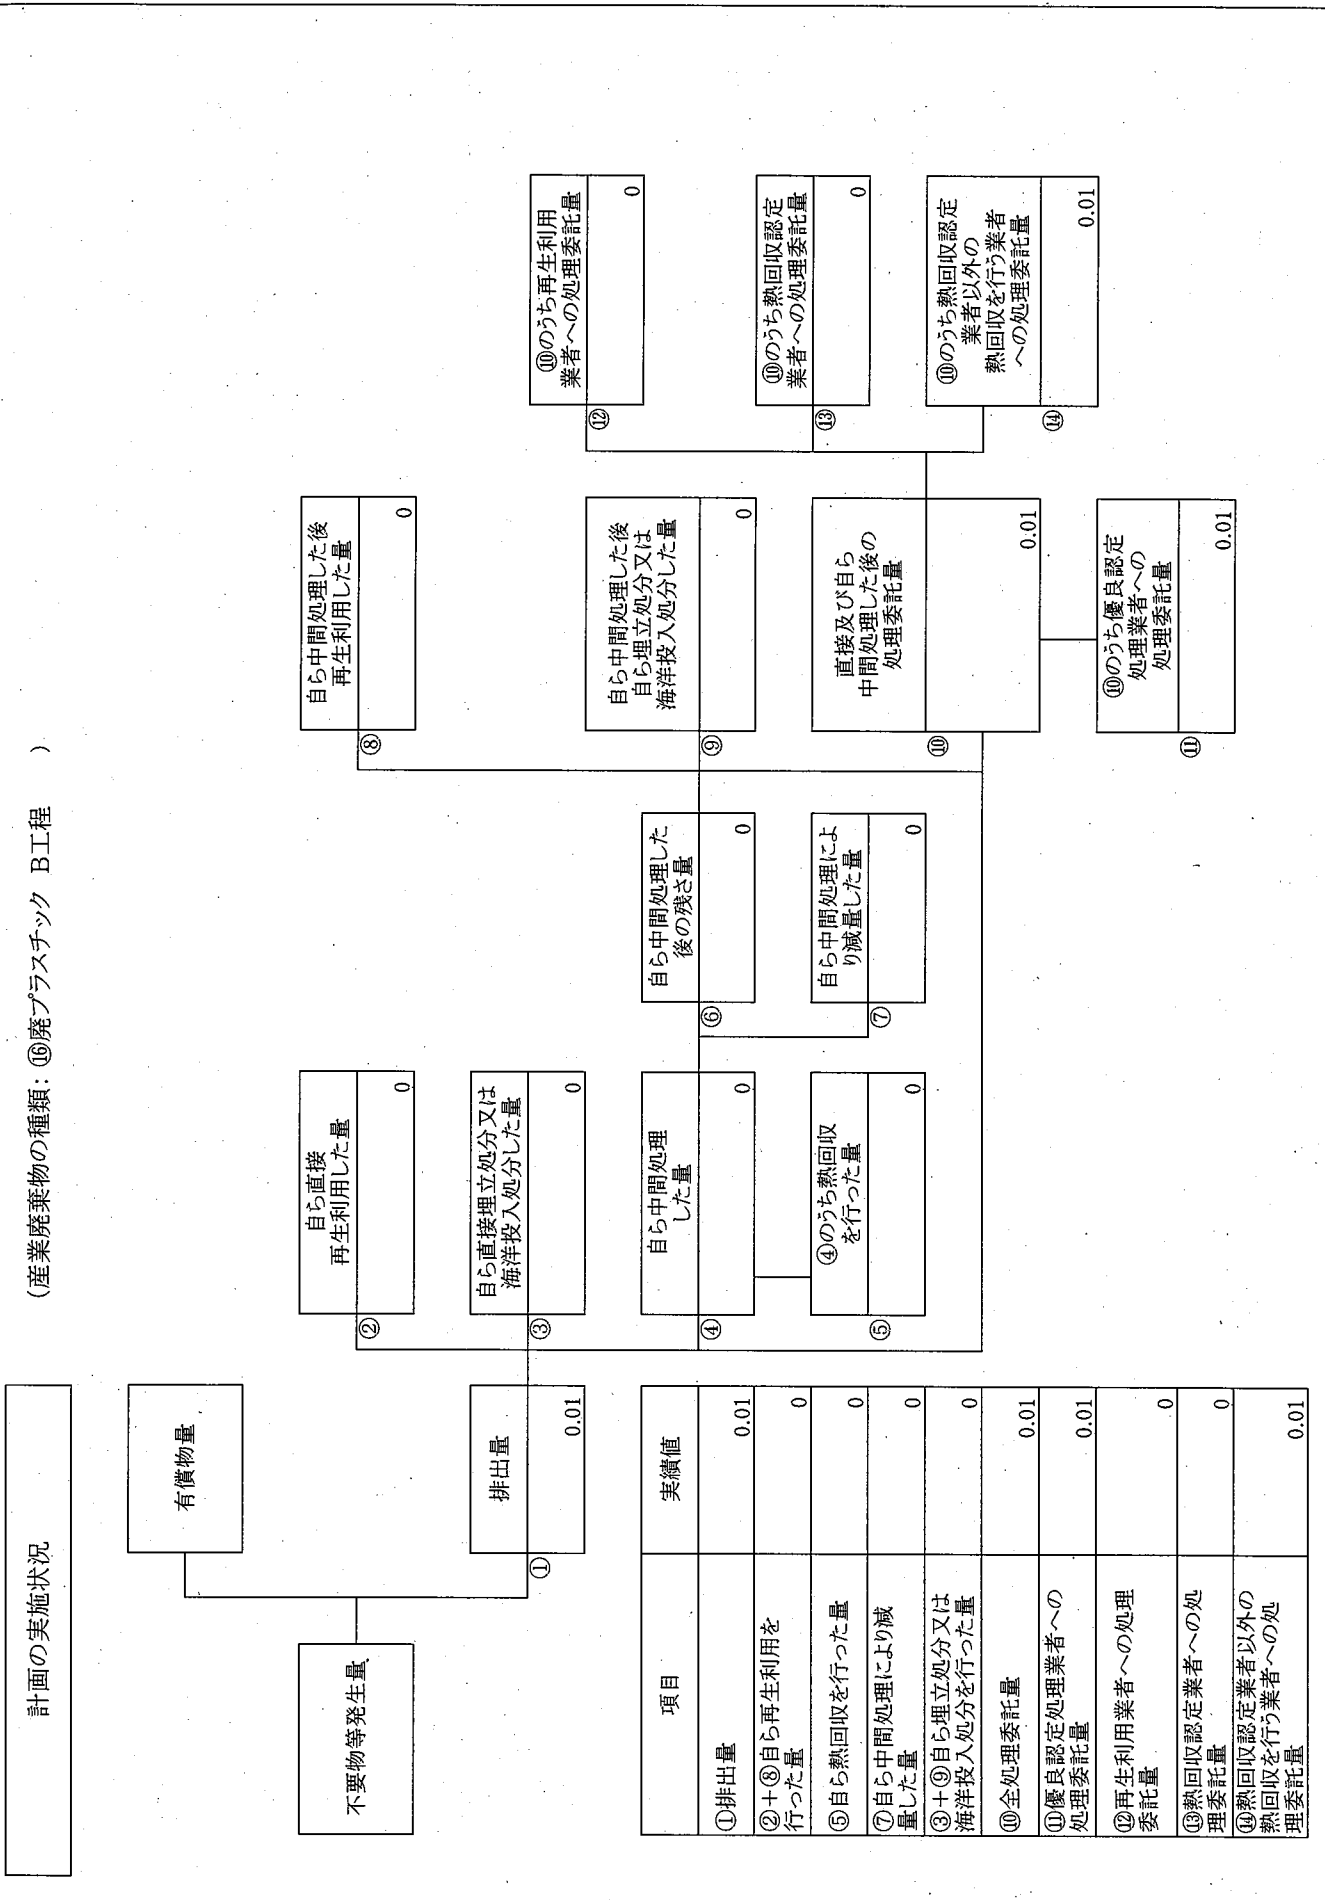 計画の実施状況
(産業廃棄物の種類: ⑯廃プラスチック B工程 )
不要物等発生量
有償物量
①
排出量
0.01
②
自ら直接
再生利用した量
0
③
自ら直接埋立処分又は
海洋投入処分した量
0
④
自ら中間処理
した量
0
⑤
④のうち熱回収
を行った量
0
⑥
自ら中間処理した
後の残さ量
0
⑦
自ら中間処理によ
り減量した量
0
⑧
自ら中間処理した後
再生利用した量
0
⑨
自ら中間処理した後
自ら埋立処分又は
海洋投入処分した量
0
⑩
直接及び自ら
中間処理した後の
処理委託量
0.01
⑪
⑩のうち優良認定
処理業者への
処理委託量
0.01
⑫
⑩のうち再生利用
業者への処理委託量
0
⑬
⑩のうち熱回収認定
業者への処理委託量
0
⑭
⑩のうち熱回収認定
業者以外の
熱回収を行う業者
への処理委託量
0.01
項目 実績値
①排出量 0.01
②+⑧自ら再生利用を
行った量 0
⑤自ら熱回収を行った量 0
⑦自ら中間処理により減
量した量 0
③+⑨自ら埋立処分又は
海洋投入処分を行った量 0
⑩全処理委託量 0.01
⑪優良認定処理業者への
処理委託量 0.01
⑫再生利用業者への処理
委託量 0
⑬熱回収認定業者への処
理委託量 0
⑭熱回収認定業者以外の
熱回収を行う業者への処
理委託量 0.01